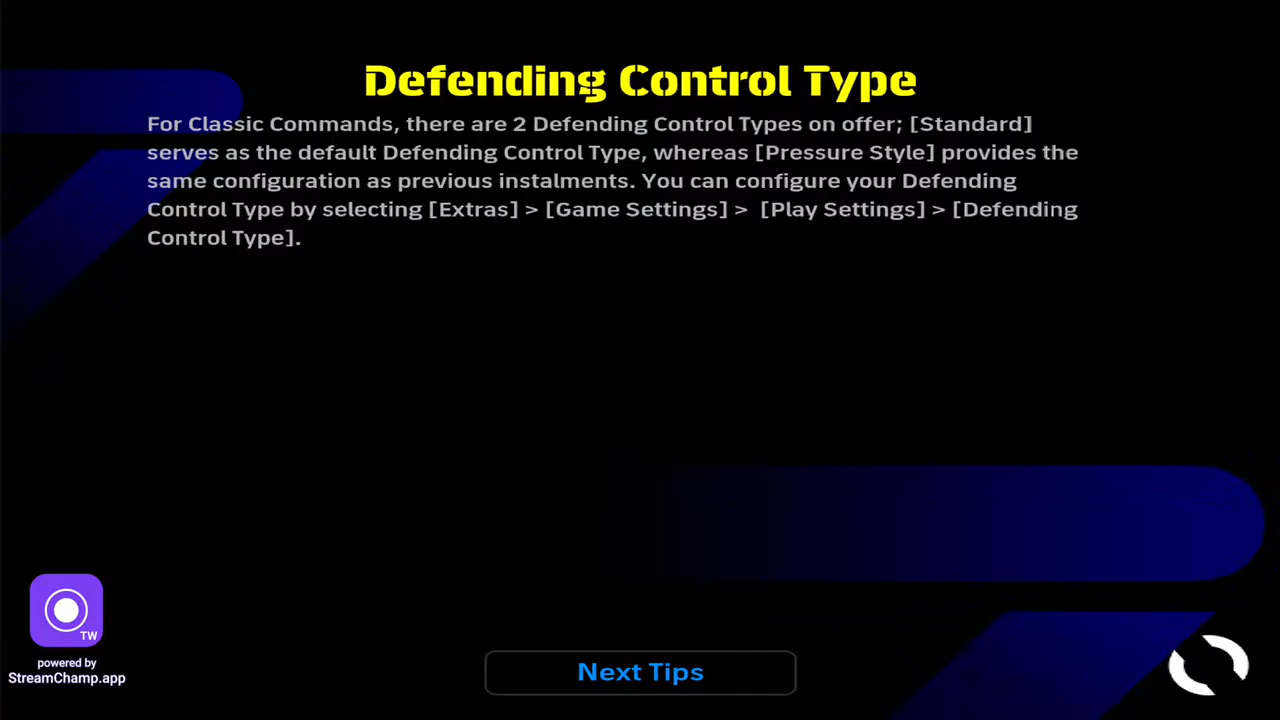 Defending Control Type
For Classic Commands, there are 2 Defending Control Types on offer; [Standard]
serves as the default Defending Control Type, whereas [Pressure Style] provides the
same configuration as previous instalments. You can configure your Defending
Control Type by selecting [Extras] > [Game Settings] > [Play Settings] > [Defending
Control Type].
TW
powered by
StreamChamp.app
Next Tips